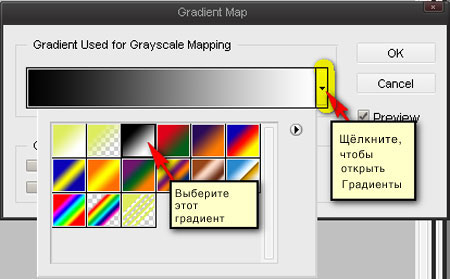 Gradient Map
Gradient Used for Grayscale Mapping
OK
Cancel
Preview
Щёлкните,
чтобы
открыть
Градиенты
Выберите
этот
градиент